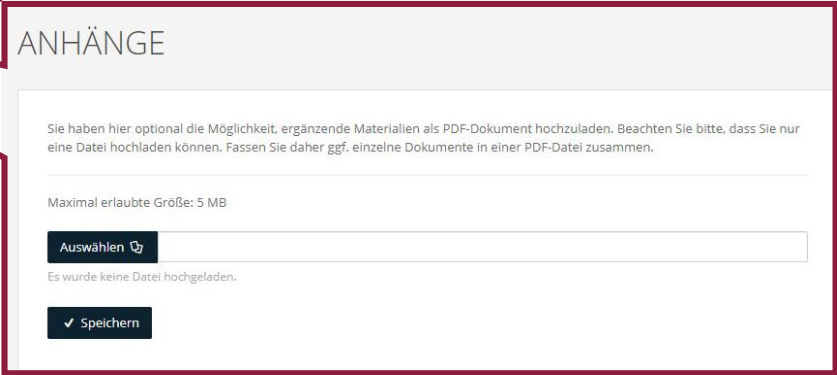 ANHÄNGE
Sie haben hier optional die Möglichkeit, ergänzende Materialien als PDF-Dokument hochzuladen. Beachten Sie bitte, dass Sie nur
eine Datei hochladen können. Fassen Sie daher ggf. einzelne Dokumente in einer PDF-Datei zusammen.
Maximal erlaubte Größe: 5 MB
Auswählen
Es wurde keine Datei hochgeladen.
Speichern